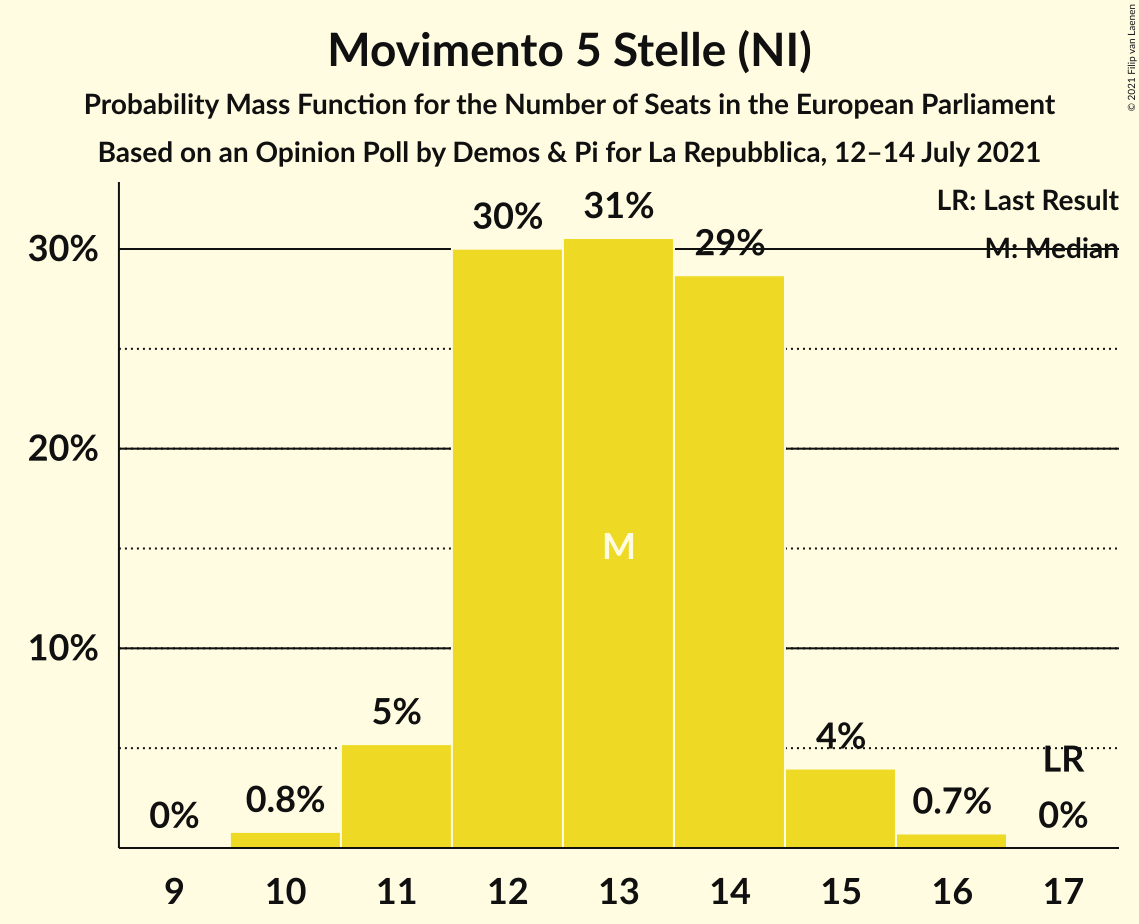 Movimento 5 Stelle (NI)
Probability Mass Function for the Number of Seats in the European Parliament
Based on an Opinion Poll by Demos & Pi for La Repubblica, 12–14 July 2021
© 2021 Filip van Laenen
LR: Last Result
M: Median
30%
20%
10%
0%
0.8%
5%
30%
31%
29%
4%
0.7%
LR
0%
M
9 10 11 12 13 14 15 16 17